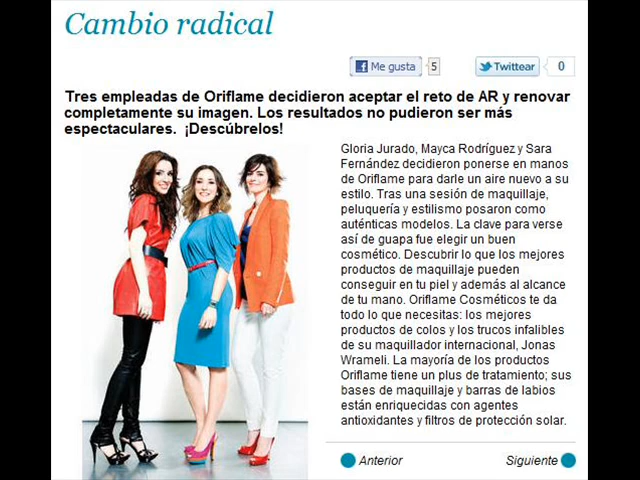 Cambio radical
Me gusta 5
Twittear 0
Tres empleadas de Oriflame decidieron aceptar el reto de AR y renovar
completamente su imagen. Los resultados no pudieron ser más
espectaculares. ¡Descúbrelos!
Gloria Jurado, Mayca Rodríguez y Sara
Fernández decidieron ponerse en manos
de Oriflame para darle un aire nuevo a su
estilo. Tras una sesión de maquillaje,
peluquería y estilismo posaron como
auténticas modelos. La clave para verse
así de guapa fue elegir un buen
cosmético. Descubrir lo que los mejores
productos de maquillaje pueden
conseguir en tu piel y además al alcance
de tu mano. Oriflame Cosméticos te da
todo lo que necesitas: los mejores
productos de colos y los trucos infalibles
de su maquillador internacional, Jonas
Wrameli. La mayoría de los productos
Oriflame tiene un plus de tratamiento; sus
bases de maquillaje y barras de labios
están enriquecidas con agentes
antioxidantes y filtros de protección solar.
Anterior
Siguiente